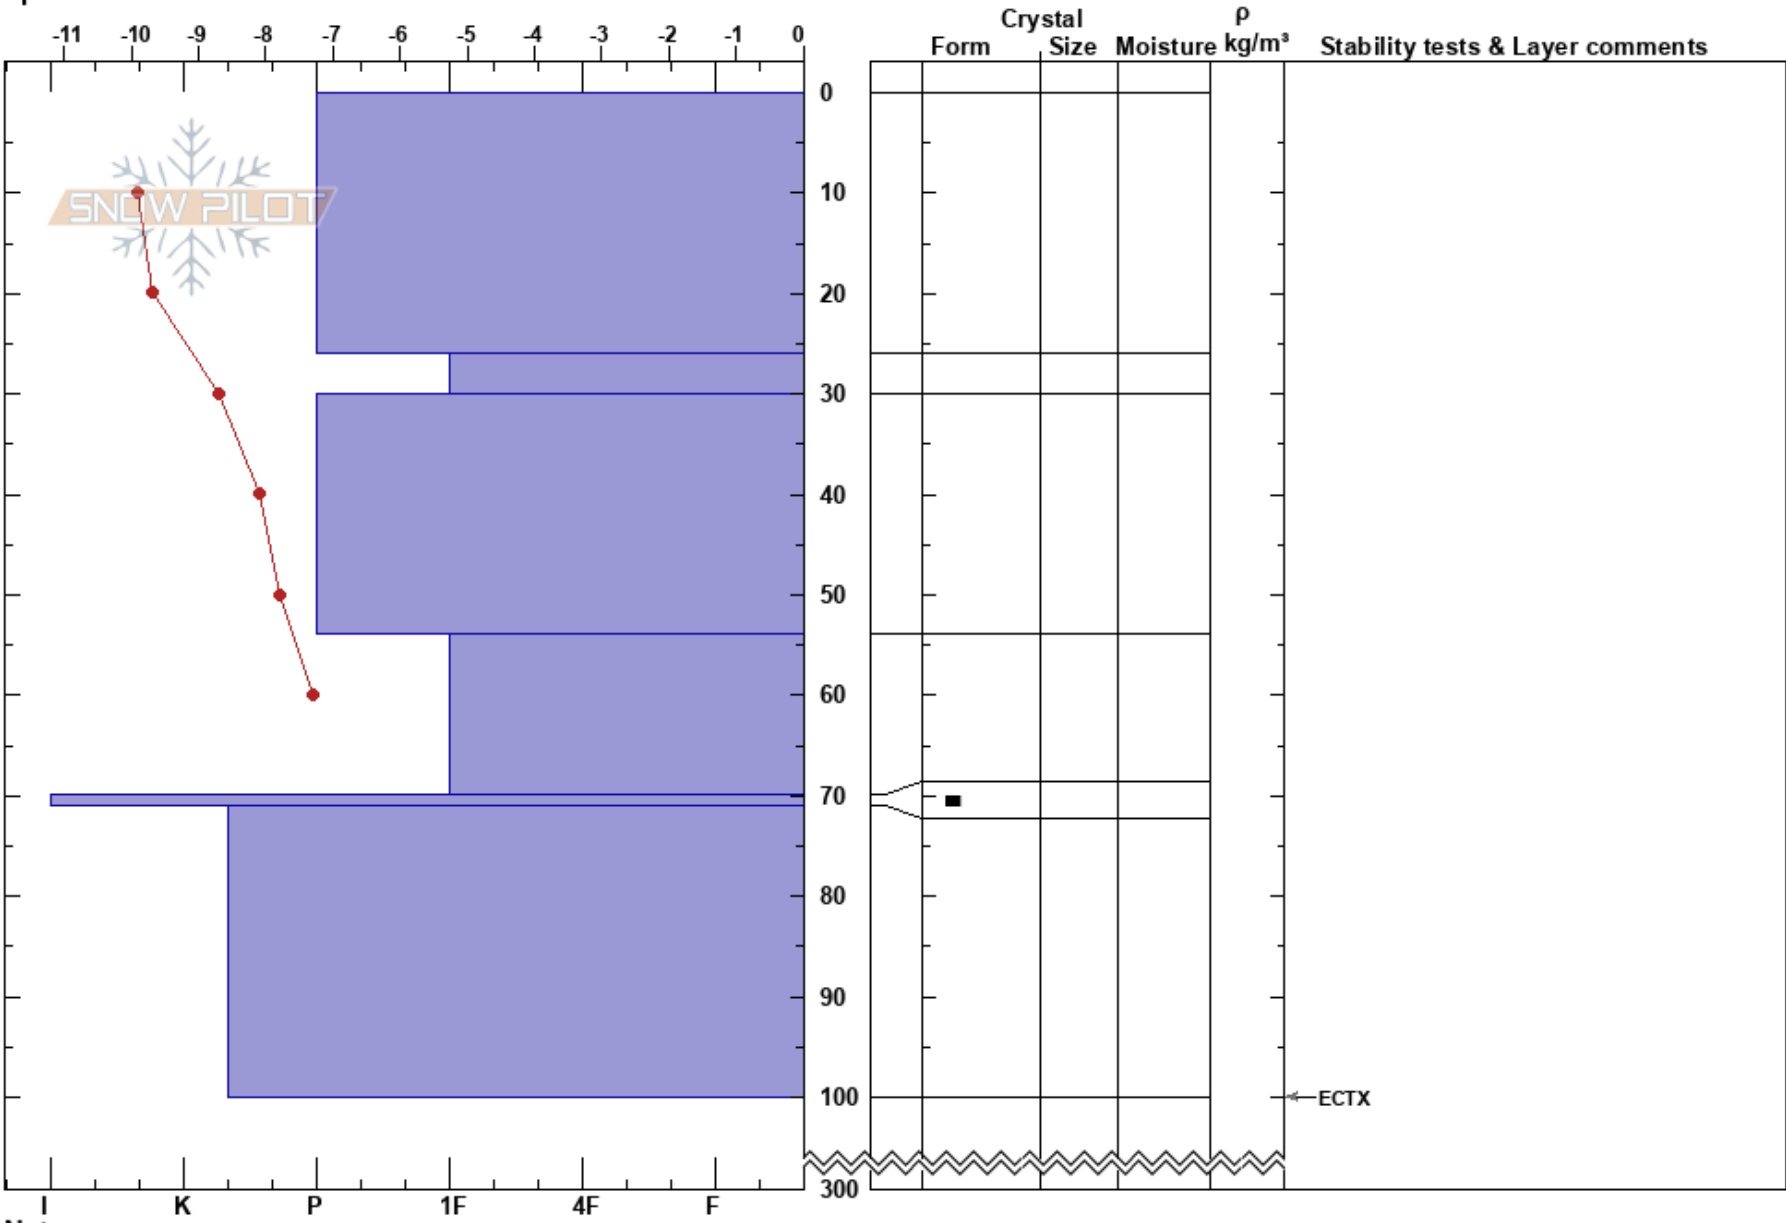 Crystal ρ
-11 -10 -9 -8 -7 -6 -5 -4 -3 -2 -1 0
Form Size Moisture kg/m³ Stability tests & Layer comments
0
SNOW PILOT
10
20
30
40
50
60
70
80
90
100 ECTX
300
I K P 1F 4F F